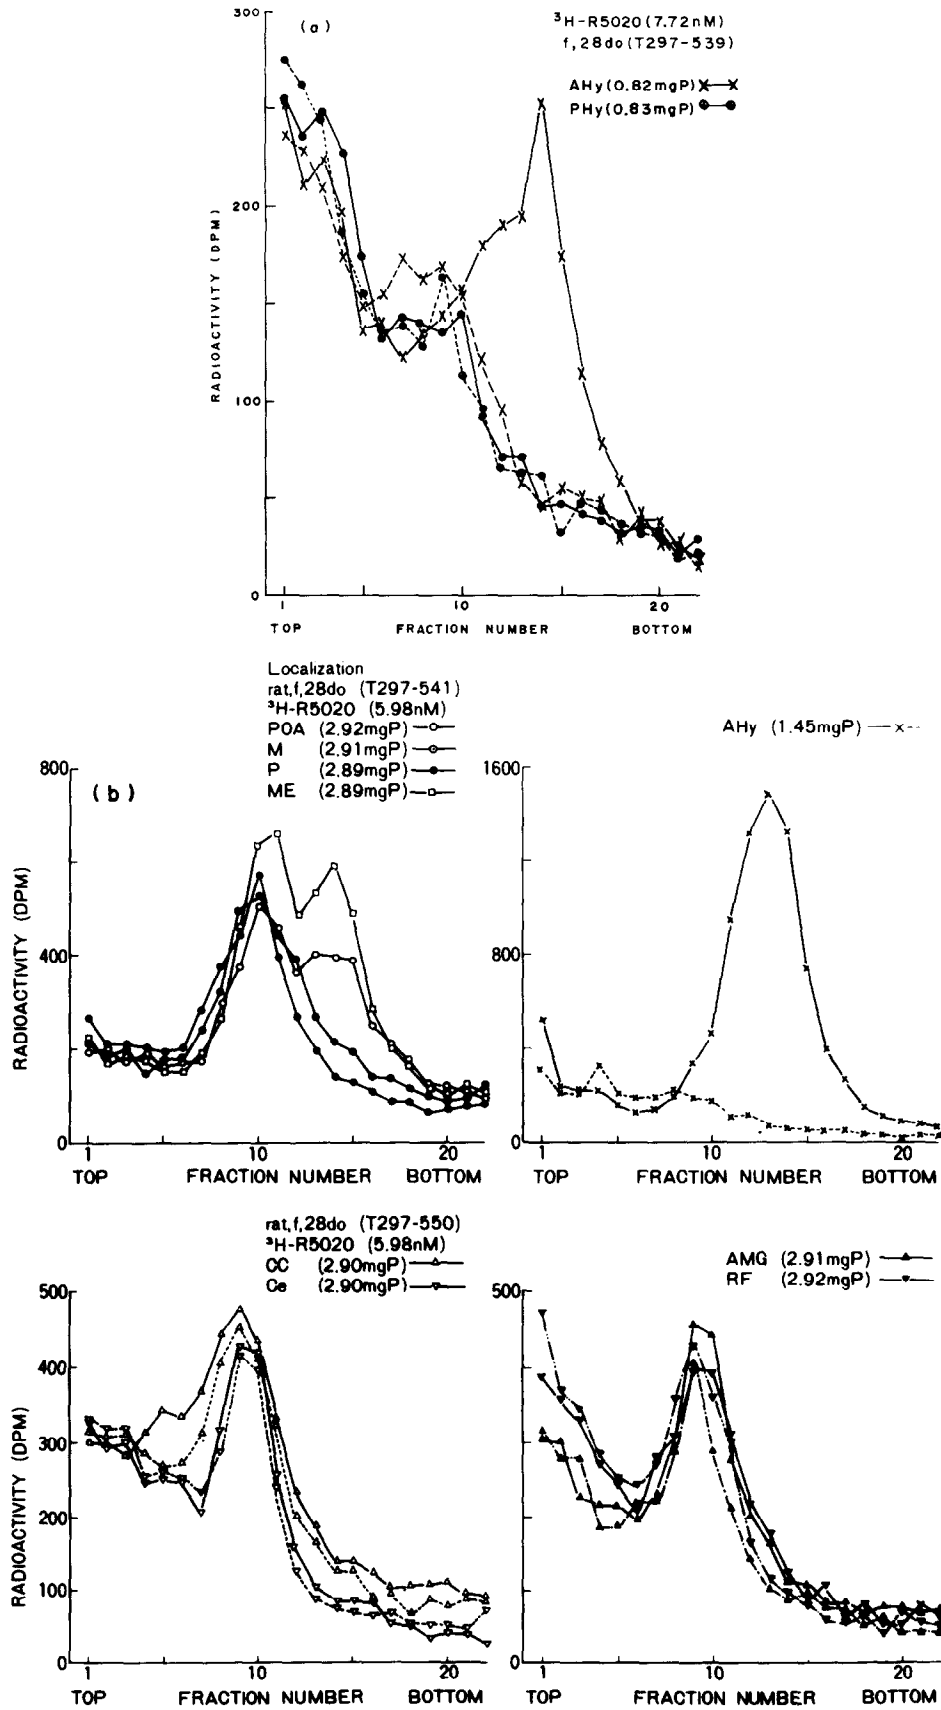 (a)
³H-R5020(7.72nM)
f,28do(T297-539)
AHy(0.82mgP)
PHy(0.83mgP)
300
200
100
0
RADIOACTIVITY (DPM)
1 10 20
TOP FRACTION NUMBER BOTTOM
Localization
rat,f,28do (T297-541)
³H-R5020 (5.98nM)
POA (2.92mgP)
M (2.91mgP)
P (2.89mgP)
ME (2.89mgP)
(b)
800
400
0
RADIOACTIVITY (DPM)
1 10 20
TOP FRACTION NUMBER BOTTOM
AHy (1.45mgP)
1600
800
0
1 10 20
TOP FRACTION NUMBER BOTTOM
rat,f,28do (T297-550)
³H-R5020 (5.98nM)
CC (2.90mgP)
Ce (2.90mgP)
500
400
300
200
100
0
RADIOACTIVITY (DPM)
1 10 20
TOP FRACTION NUMBER BOTTOM
AMG (2.91mgP)
RF (2.92mgP)
500
0
1 10 20
TOP FRACTION NUMBER BOTTOM